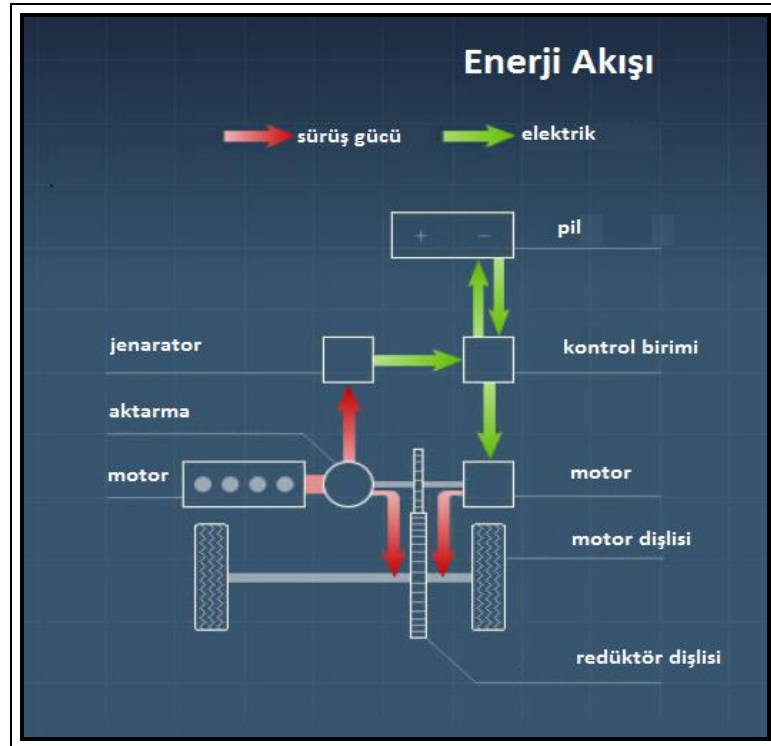 Enerji Akışı
sürüş gücü
elektrik
+ −
pil
jenarator
kontrol birimi
aktarma
motor
motor
motor dişlisi
redüktör dişlisi